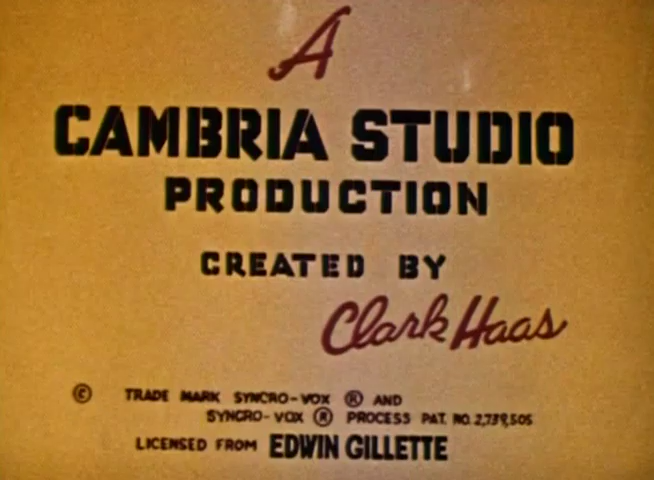 A
CAMBRIA STUDIO
PRODUCTION
CREATED BY
Clark Haas
© TRADE MARK SYNCRO-VOX ® AND
SYNCRO-VOX ® PROCESS PAT. NO. 2,739,505
LICENSED FROM EDWIN GILLETTE